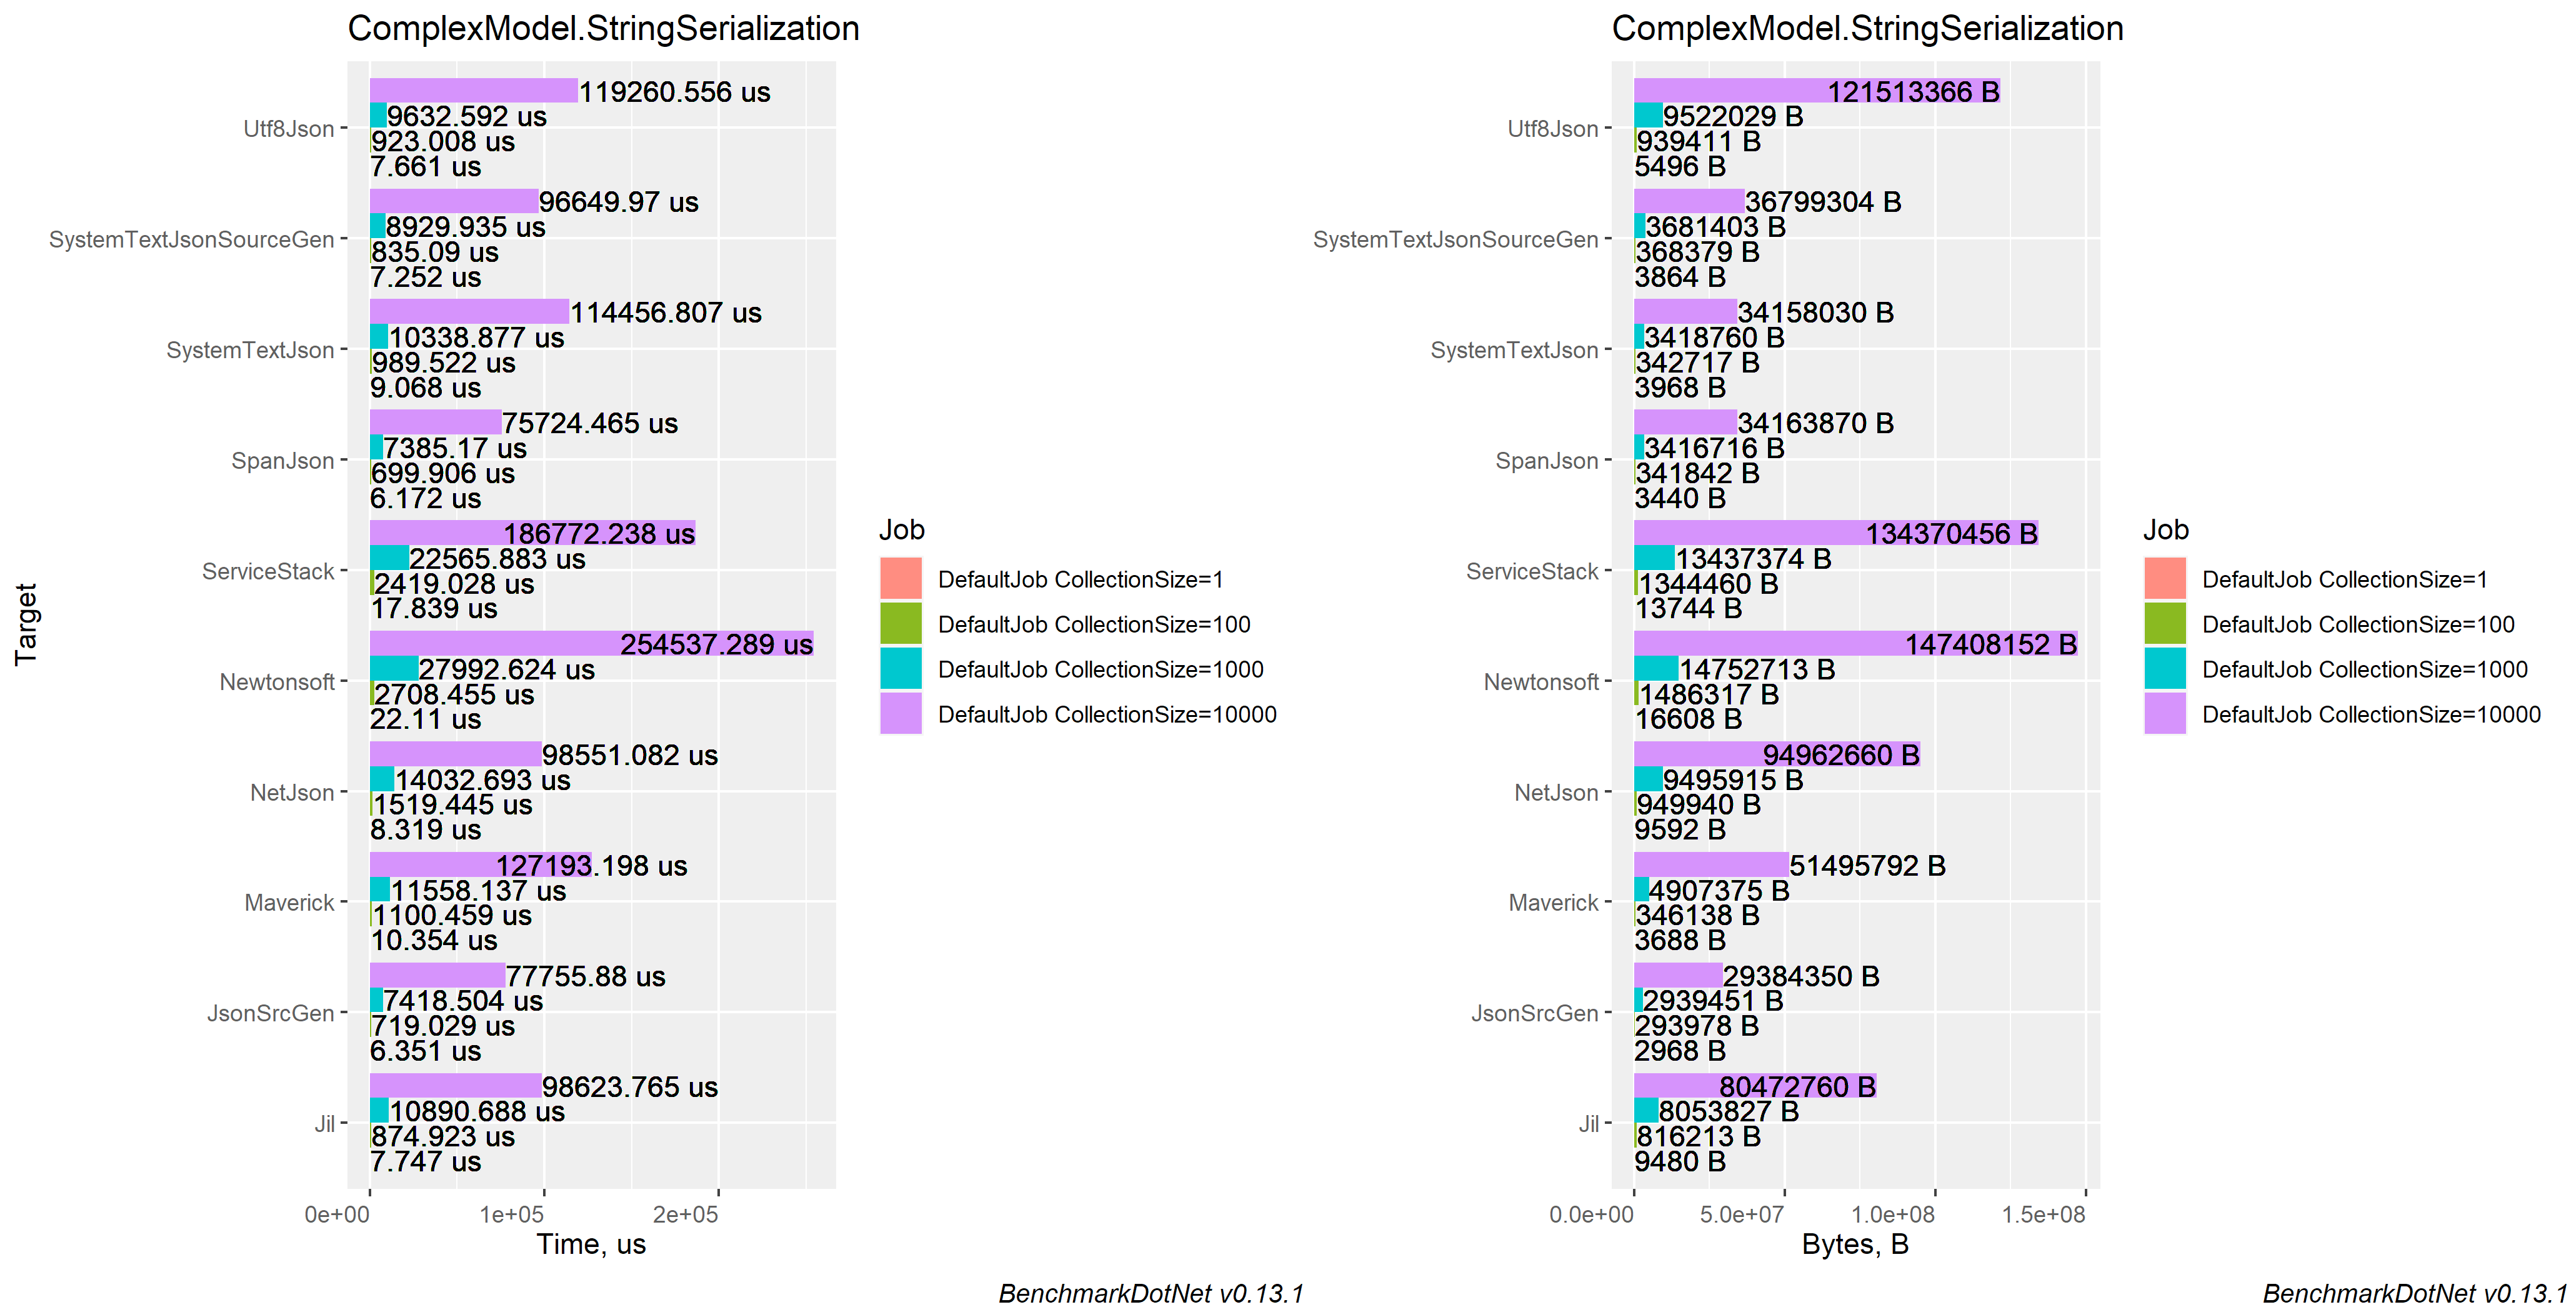 ComplexModel.StringSerialization
Target
Utf8Json
119260.556 us
9632.592 us
923.008 us
7.661 us
SystemTextJsonSourceGen
96649.97 us
8929.935 us
835.09 us
7.252 us
SystemTextJson
114456.807 us
10338.877 us
989.522 us
9.068 us
SpanJson
75724.465 us
7385.17 us
699.906 us
6.172 us
ServiceStack
186772.238 us
22565.883 us
2419.028 us
17.839 us
Newtonsoft
254537.289 us
27992.624 us
2708.455 us
22.11 us
NetJson
98551.082 us
14032.693 us
1519.445 us
8.319 us
Maverick
127193.198 us
11558.137 us
1100.459 us
10.354 us
JsonSrcGen
77755.88 us
7418.504 us
719.029 us
6.351 us
Jil
98623.765 us
10890.688 us
874.923 us
7.747 us
0e+00 1e+05 2e+05
Time, us
Job
DefaultJob CollectionSize=1
DefaultJob CollectionSize=100
DefaultJob CollectionSize=1000
DefaultJob CollectionSize=10000
BenchmarkDotNet v0.13.1
ComplexModel.StringSerialization
Utf8Json
121513366 B
9522029 B
939411 B
5496 B
SystemTextJsonSourceGen
36799304 B
3681403 B
368379 B
3864 B
SystemTextJson
34158030 B
3418760 B
342717 B
3968 B
SpanJson
34163870 B
3416716 B
341842 B
3440 B
ServiceStack
134370456 B
13437374 B
1344460 B
13744 B
Newtonsoft
147408152 B
14752713 B
1486317 B
16608 B
NetJson
94962660 B
9495915 B
949940 B
9592 B
Maverick
51495792 B
4907375 B
346138 B
3688 B
JsonSrcGen
29384350 B
2939451 B
293978 B
2968 B
Jil
80472760 B
8053827 B
816213 B
9480 B
0.0e+00 5.0e+07 1.0e+08 1.5e+08
Bytes, B
Job
DefaultJob CollectionSize=1
DefaultJob CollectionSize=100
DefaultJob CollectionSize=1000
DefaultJob CollectionSize=10000
BenchmarkDotNet v0.13.1